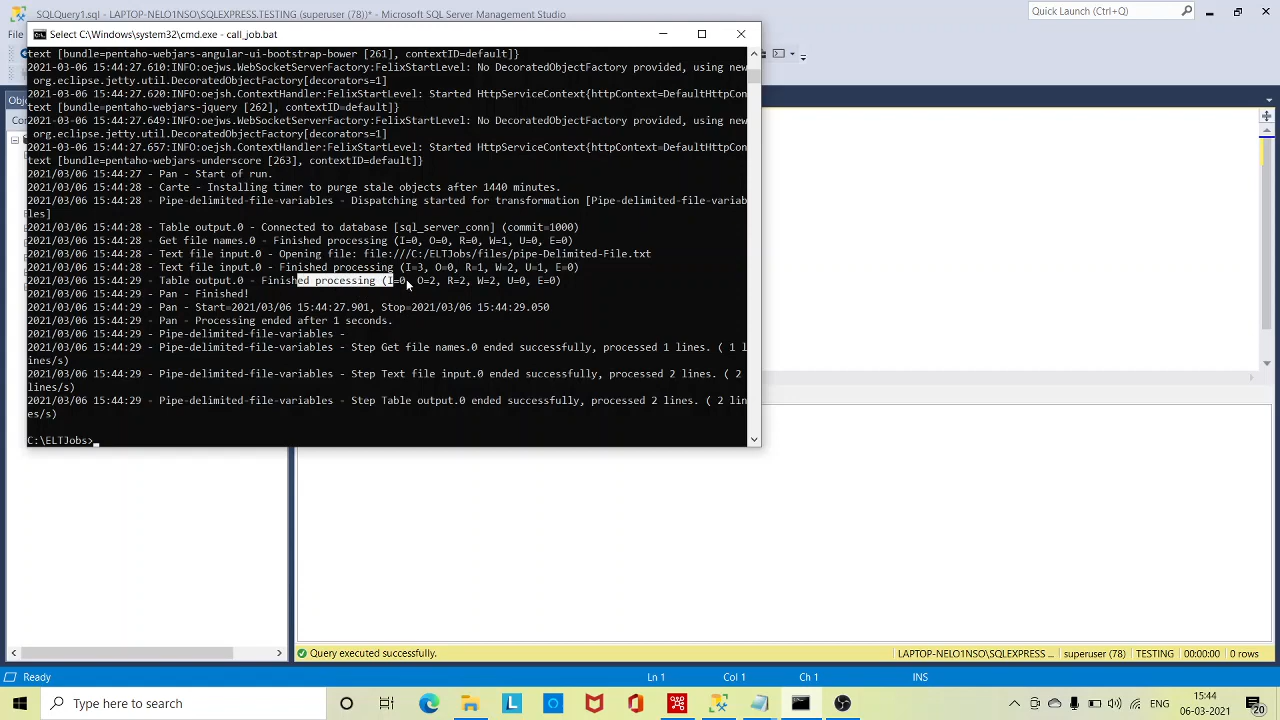 SQLQuery1.sql - LAPTOP-NELO1NSO\SQLEXPRESS.TESTING (superuser (78))* - Microsoft SQL Server Management Studio
Quick Launch (Ctrl+Q)
File
Select C:\Windows\system32\cmd.exe - call_job.bat
text [bundle=pentaho-webjars-angular-ui-bootstrap-bower [261], contextID=default]}
2021-03-06 15:44:27.610:INFO:oejws.WebSocketServerFactory:FelixStartLevel: No DecoratedObjectFactory provided, using new
org.eclipse.jetty.util.DecoratedObjectFactory[decorators=1]
2021-03-06 15:44:27.620:INFO:oejsh.ContextHandler:FelixStartLevel: Started HttpServiceContext{httpContext=DefaultHttpCon
text [bundle=pentaho-webjars-jquery [262], contextID=default]}
2021-03-06 15:44:27.649:INFO:oejws.WebSocketServerFactory:FelixStartLevel: No DecoratedObjectFactory provided, using new
org.eclipse.jetty.util.DecoratedObjectFactory[decorators=1]
2021-03-06 15:44:27.657:INFO:oejsh.ContextHandler:FelixStartLevel: Started HttpServiceContext{httpContext=DefaultHttpCon
text [bundle=pentaho-webjars-underscore [263], contextID=default]}
2021/03/06 15:44:27 - Pan - Start of run.
2021/03/06 15:44:28 - Carte - Installing timer to purge stale objects after 1440 minutes.
2021/03/06 15:44:28 - Pipe-delimited-file-variables - Dispatching started for transformation [Pipe-delimited-file-variab
les]
2021/03/06 15:44:28 - Table output.0 - Connected to database [sql_server_conn] (commit=1000)
2021/03/06 15:44:28 - Get file names.0 - Finished processing (I=0, O=0, R=0, W=1, U=0, E=0)
2021/03/06 15:44:28 - Text file input.0 - Opening file: file:///C:/ELTJobs/files/pipe-Delimited-File.txt
2021/03/06 15:44:28 - Text file input.0 - Finished processing (I=3, O=0, R=1, W=2, U=1, E=0)
2021/03/06 15:44:29 - Table output.0 - Finished processing (I=0, O=2, R=2, W=2, U=0, E=0)
2021/03/06 15:44:29 - Pan - Finished!
2021/03/06 15:44:29 - Pan - Start=2021/03/06 15:44:27.901, Stop=2021/03/06 15:44:29.050
2021/03/06 15:44:29 - Pan - Processing ended after 1 seconds.
2021/03/06 15:44:29 - Pipe-delimited-file-variables -
2021/03/06 15:44:29 - Pipe-delimited-file-variables - Step Get file names.0 ended successfully, processed 1 lines. ( 1 l
ines/s)
2021/03/06 15:44:29 - Pipe-delimited-file-variables - Step Text file input.0 ended successfully, processed 2 lines. ( 2
lines/s)
2021/03/06 15:44:29 - Pipe-delimited-file-variables - Step Table output.0 ended successfully, processed 2 lines. ( 2 lin
es/s)
C:\ELTJobs>
Query executed successfully.
LAPTOP-NELO1NSO\SQLEXPRESS ...
superuser (78)
TESTING
00:00:00
0 rows
Ready
Ln 1
Col 1
Ch 1
INS
Type here to search
ENG
15:44
06-03-2021
20